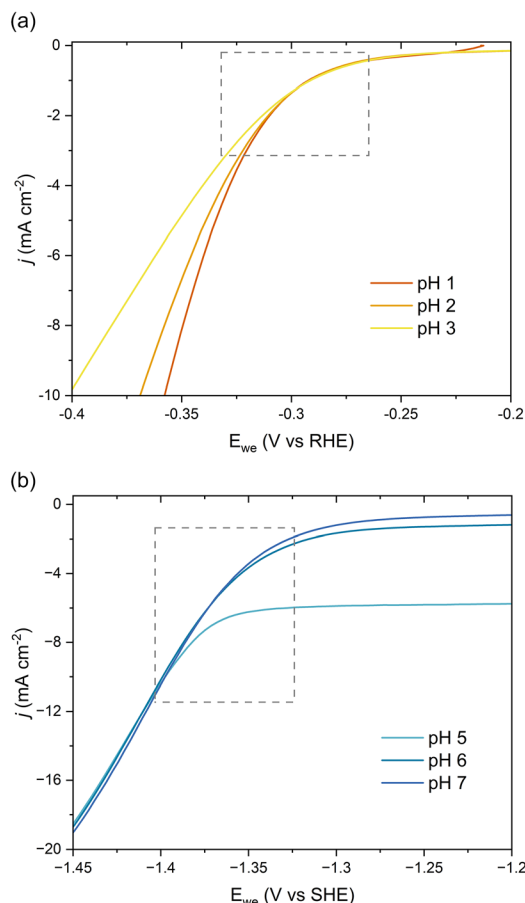 (a)
0
-2
-4
-6
-8
-10
j (mA cm⁻²)
pH 1
pH 2
pH 3
-0.4
-0.35
-0.3
-0.25
-0.2
E_we (V vs RHE)
(b)
0
−4
−8
−12
−16
−20
j (mA cm⁻²)
pH 5
pH 6
pH 7
−1.45
−1.4
−1.35
−1.3
−1.25
−1.2
E_we (V vs SHE)